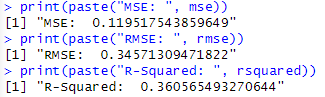 > print(paste("MSE: ", mse))
[1] "MSE:  0.119517543859649"
> print(paste("RMSE: ", rmse))
[1] "RMSE:  0.34571309471822"
> print(paste("R-Squared: ", rsquared))
[1] "R-Squared:  0.360565493270644"